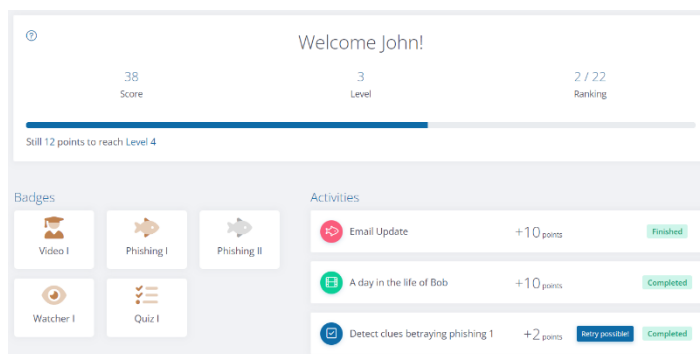 Welcome John!
38 3 2 / 22
Score Level Ranking
Still 12 points to reach Level 4
Badges
Video I Phishing I Phishing II
Watcher I Quiz I
Activities
Email Update +10 points Finished
A day in the life of Bob +10 points Completed
Detect clues betraying phishing 1 +2 points Retry possible! Completed